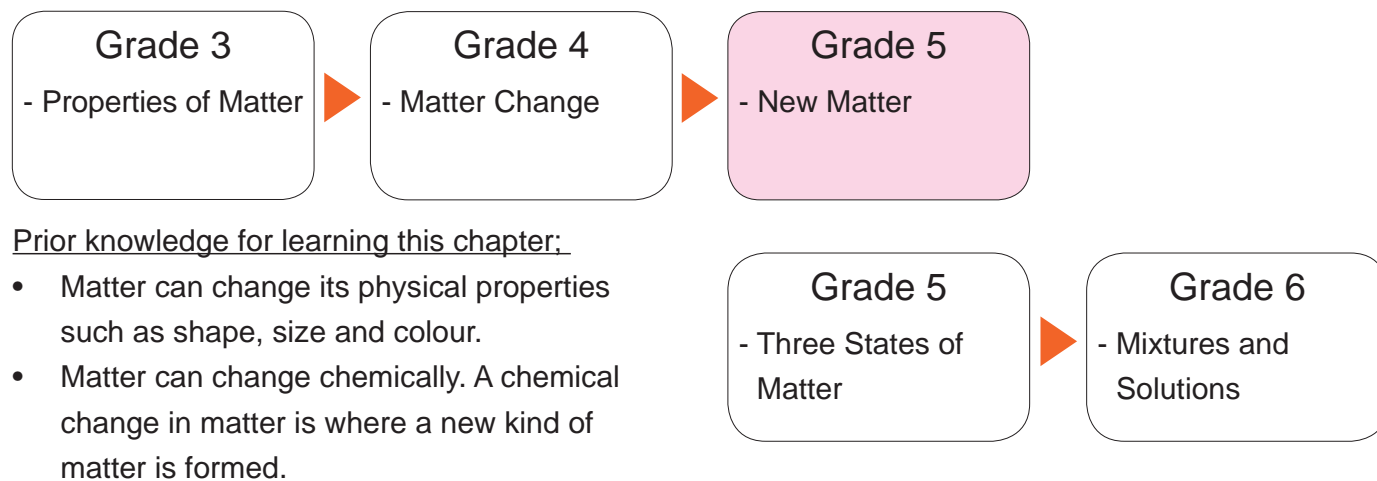 Grade 3
- Properties of Matter
Grade 4
- Matter Change
Grade 5
- New Matter
Prior knowledge for learning this chapter;
• Matter can change its physical properties
such as shape, size and colour.
• Matter can change chemically. A chemical
change in matter is where a new kind of
matter is formed.
Grade 5
- Three States of
Matter
Grade 6
- Mixtures and
Solutions